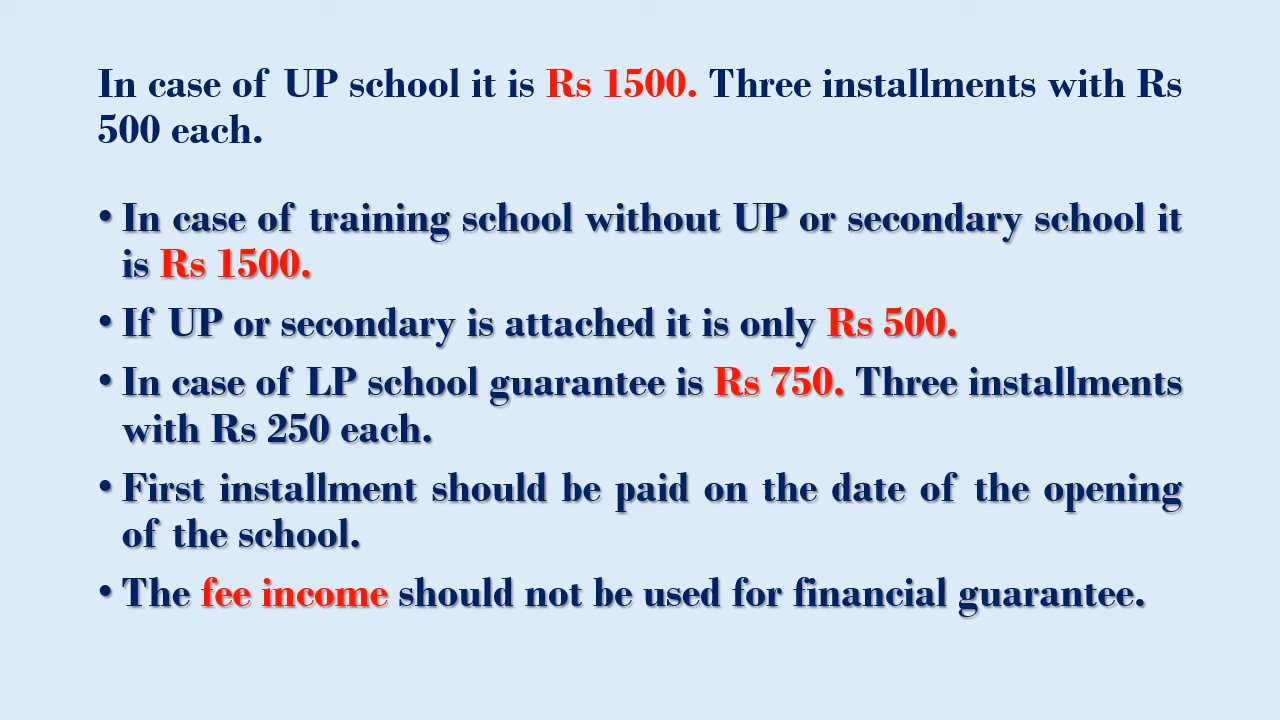 In case of UP school it is Rs 1500. Three installments with Rs
500 each.
• In case of training school without UP or secondary school it
is Rs 1500.
• If UP or secondary is attached it is only Rs 500.
• In case of LP school guarantee is Rs 750. Three installments
with Rs 250 each.
• First installment should be paid on the date of the opening
of the school.
• The fee income should not be used for financial guarantee.